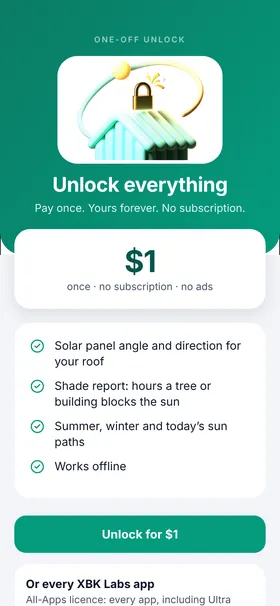 ONE-OFF UNLOCK
Unlock everything
Pay once. Yours forever. No subscription.
$1
once · no subscription · no ads
Solar panel angle and direction for
your roof
Shade report: hours a tree or
building blocks the sun
Summer, winter and today's sun
paths
Works offline
Unlock for $1
Or every XBK Labs app
All-Apps licence: every app, including Ultra